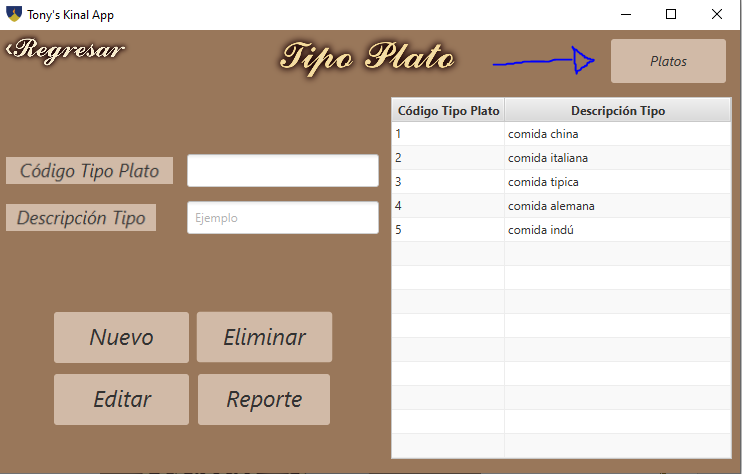 Tony's Kinal App
‹Regresar
Tipo Plato
Platos
Código Tipo Plato
Ejemplo
Descripción Tipo
Nuevo
Eliminar
Editar
Reporte
Código Tipo Plato Descripción Tipo
1 comida china
2 comida italiana
3 comida tipica
4 comida alemana
5 comida indú